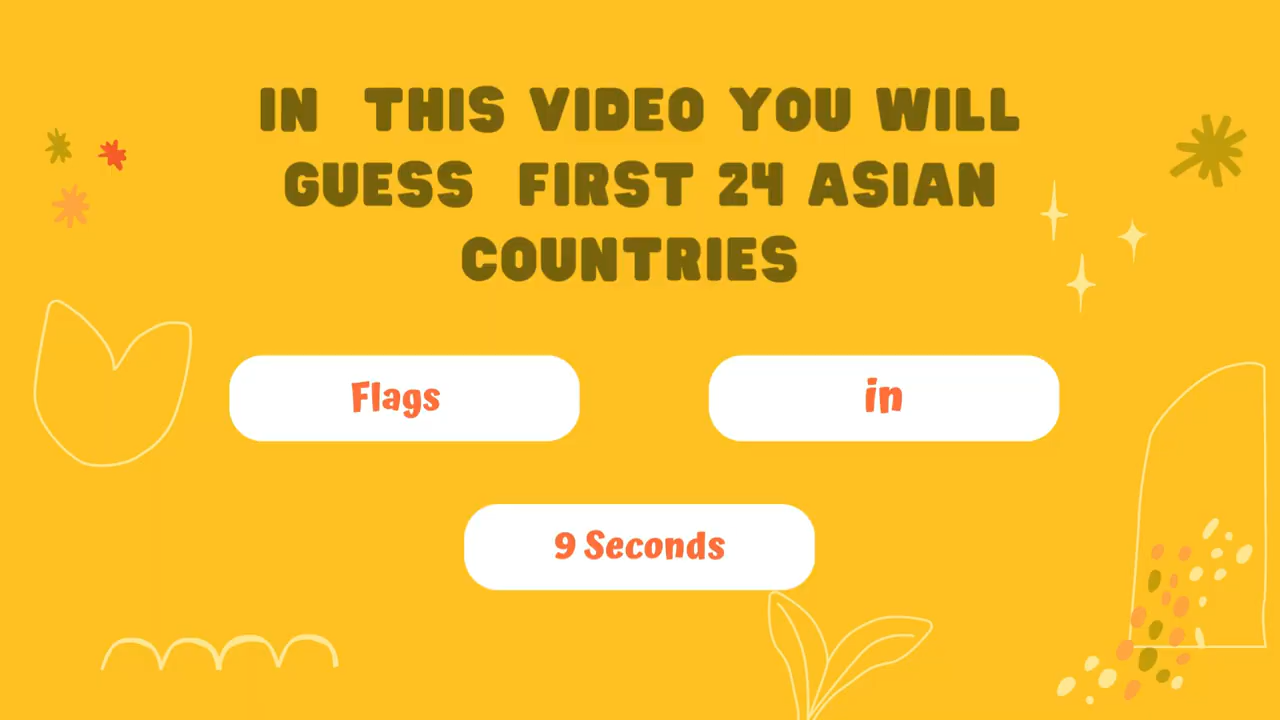 IN THIS VIDEO YOU WILL
GUESS FIRST 24 ASIAN
COUNTRIES
Flags
in
9 Seconds